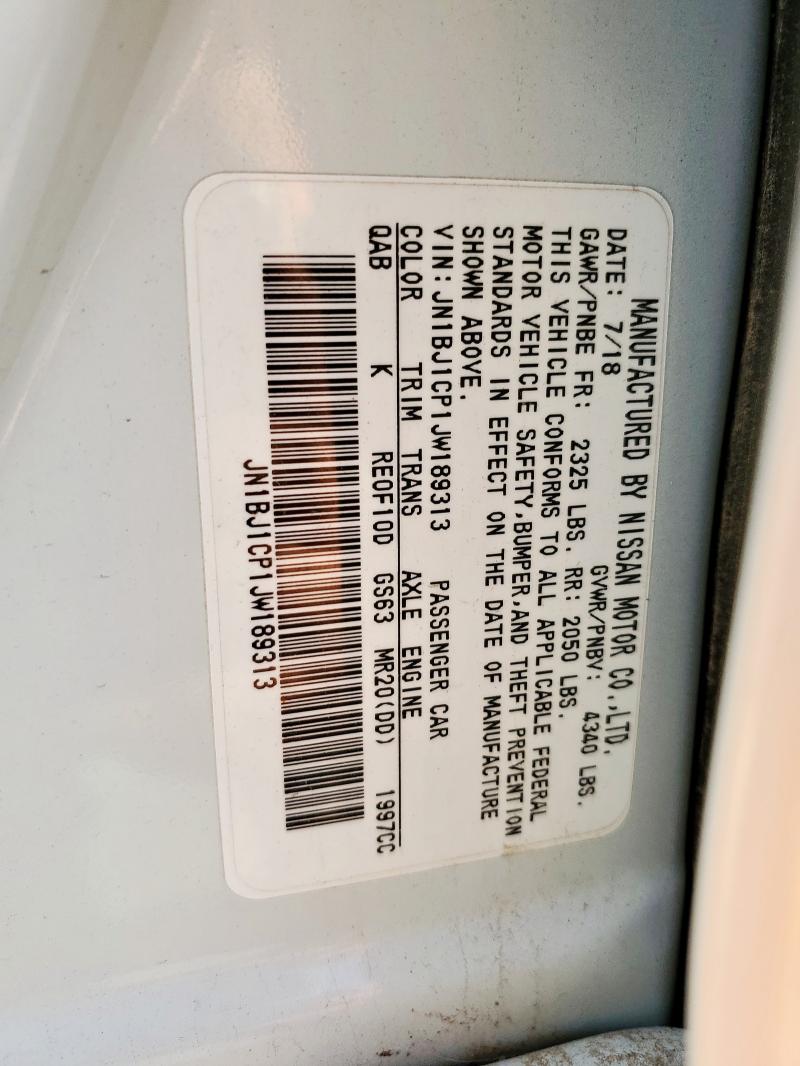 MANUFACTURED BY NISSAN MOTOR CO.,LTD.
DATE: 7/18 GVWR/PNBV: 4340 LBS.
GAWR/PNBE FR: 2325 LBS. RR: 2050 LBS.
THIS VEHICLE CONFORMS TO ALL APPLICABLE FEDERAL
MOTOR VEHICLE SAFETY,BUMPER,AND THEFT PREVENTION
STANDARDS IN EFFECT ON THE DATE OF MANUFACTURE
SHOWN ABOVE.
VIN:JN1BJ1CP1JW189313 PASSENGER CAR
COLOR TRIM TRANS AXLE ENGINE
QAB K RE0F10D GS63 MR20(DD) 1997CC
JN1BJ1CP1JW189313